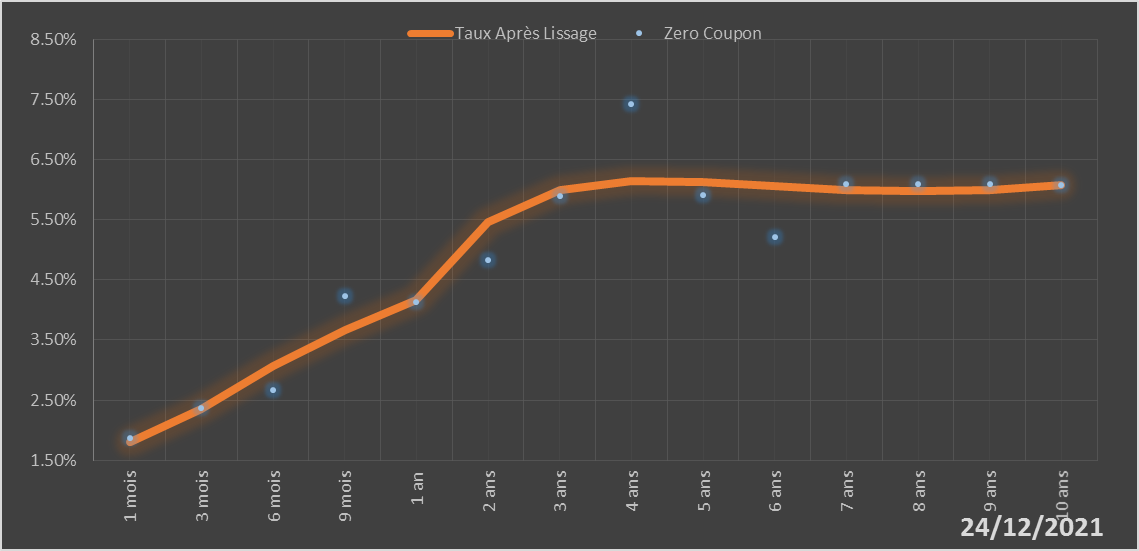 Taux Après Lissage Zero Coupon
8.50%
7.50%
6.50%
5.50%
4.50%
3.50%
2.50%
1.50%
1 mois
3 mois
6 mois
9 mois
1 an
2 ans
3 ans
4 ans
5 ans
6 ans
7 ans
8 ans
9 ans
10 ans
24/12/2021